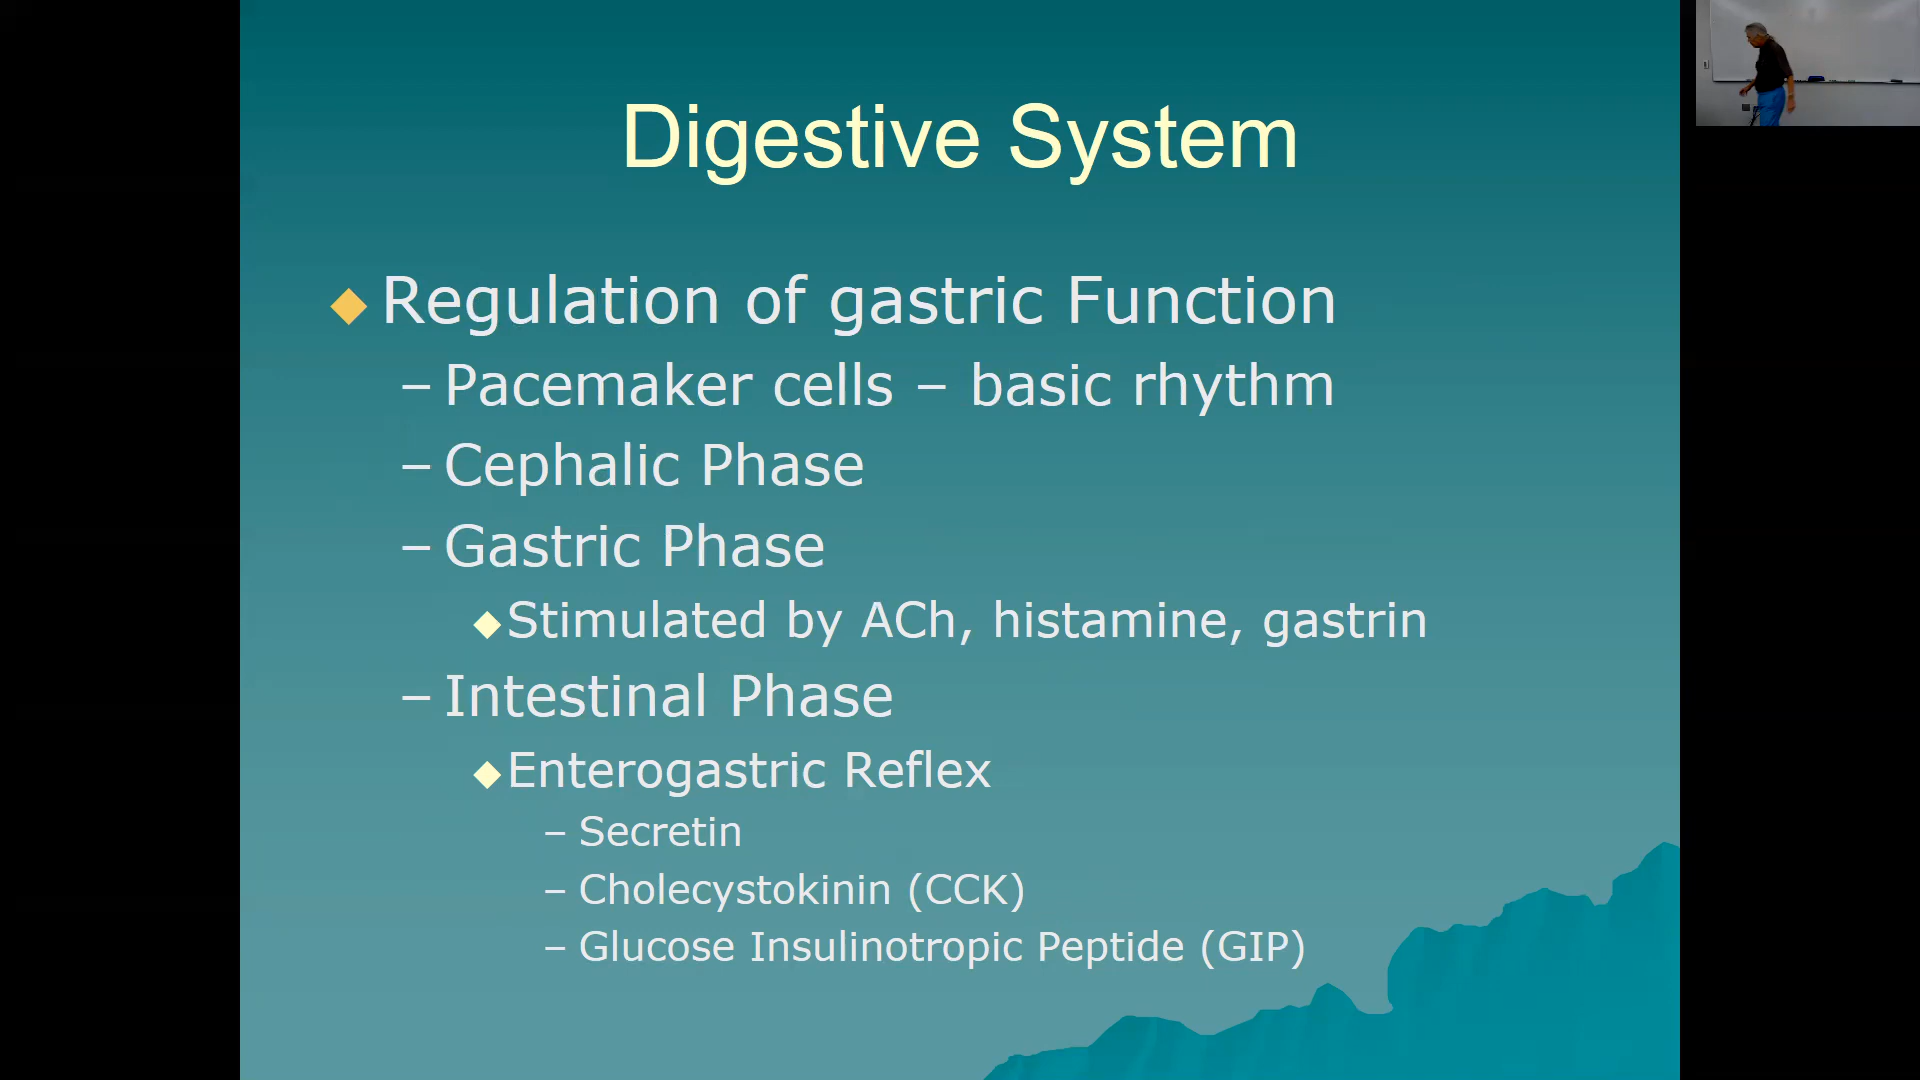 Digestive System
Regulation of gastric Function
– Pacemaker cells – basic rhythm
– Cephalic Phase
– Gastric Phase
Stimulated by ACh, histamine, gastrin
– Intestinal Phase
Enterogastric Reflex
– Secretin
– Cholecystokinin (CCK)
– Glucose Insulinotropic Peptide (GIP)